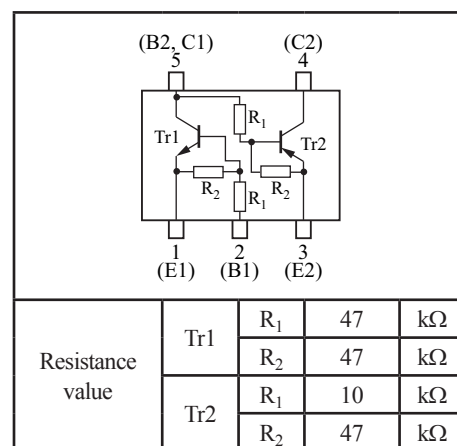 (B2, C1) (C2)
5 4
R1
Tr1 Tr2
R2 R2
R1
1 2 3
(E1) (B1) (E2)
Resistance value Tr1 R1 47 kΩ
R2 47 kΩ
Tr2 R1 10 kΩ
R2 47 kΩ